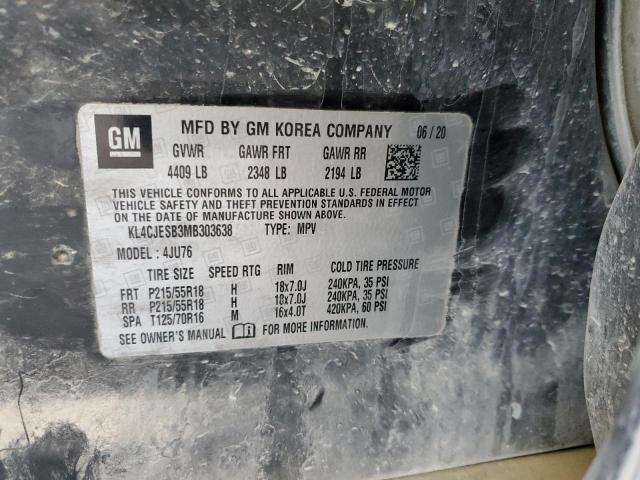 GM
MFD BY GM KOREA COMPANY 06 / 20
GVWR GAWR FRT GAWR RR
4409 LB 2348 LB 2194 LB
THIS VEHICLE CONFORMS TO ALL APPLICABLE U.S. FEDERAL MOTOR
VEHICLE SAFETY AND THEFT PREVENTION STANDARDS IN EFFECT ON
THE DATE OF MANUFACTURE SHOWN ABOVE.
KL4CJESB3MB303638 TYPE: MPV
MODEL : 4JU76
TIRE SIZE SPEED RTG RIM COLD TIRE PRESSURE
FRT P215/55R18 H 18x7.0J 240KPA, 35 PSI
RR P215/55R18 H 18x7.0J 240KPA, 35 PSI
SPA T125/70R16 M 16x4.0T 420KPA, 60 PSI
SEE OWNER'S MANUAL FOR MORE INFORMATION